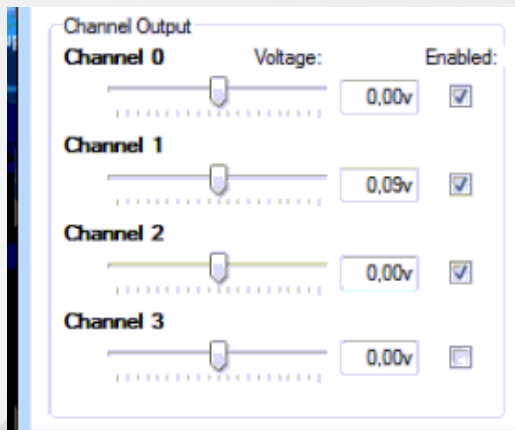 Channel Output
Channel 0 Voltage: Enabled:
0,00v
Channel 1
0,09v
Channel 2
0,00v
Channel 3
0,00v